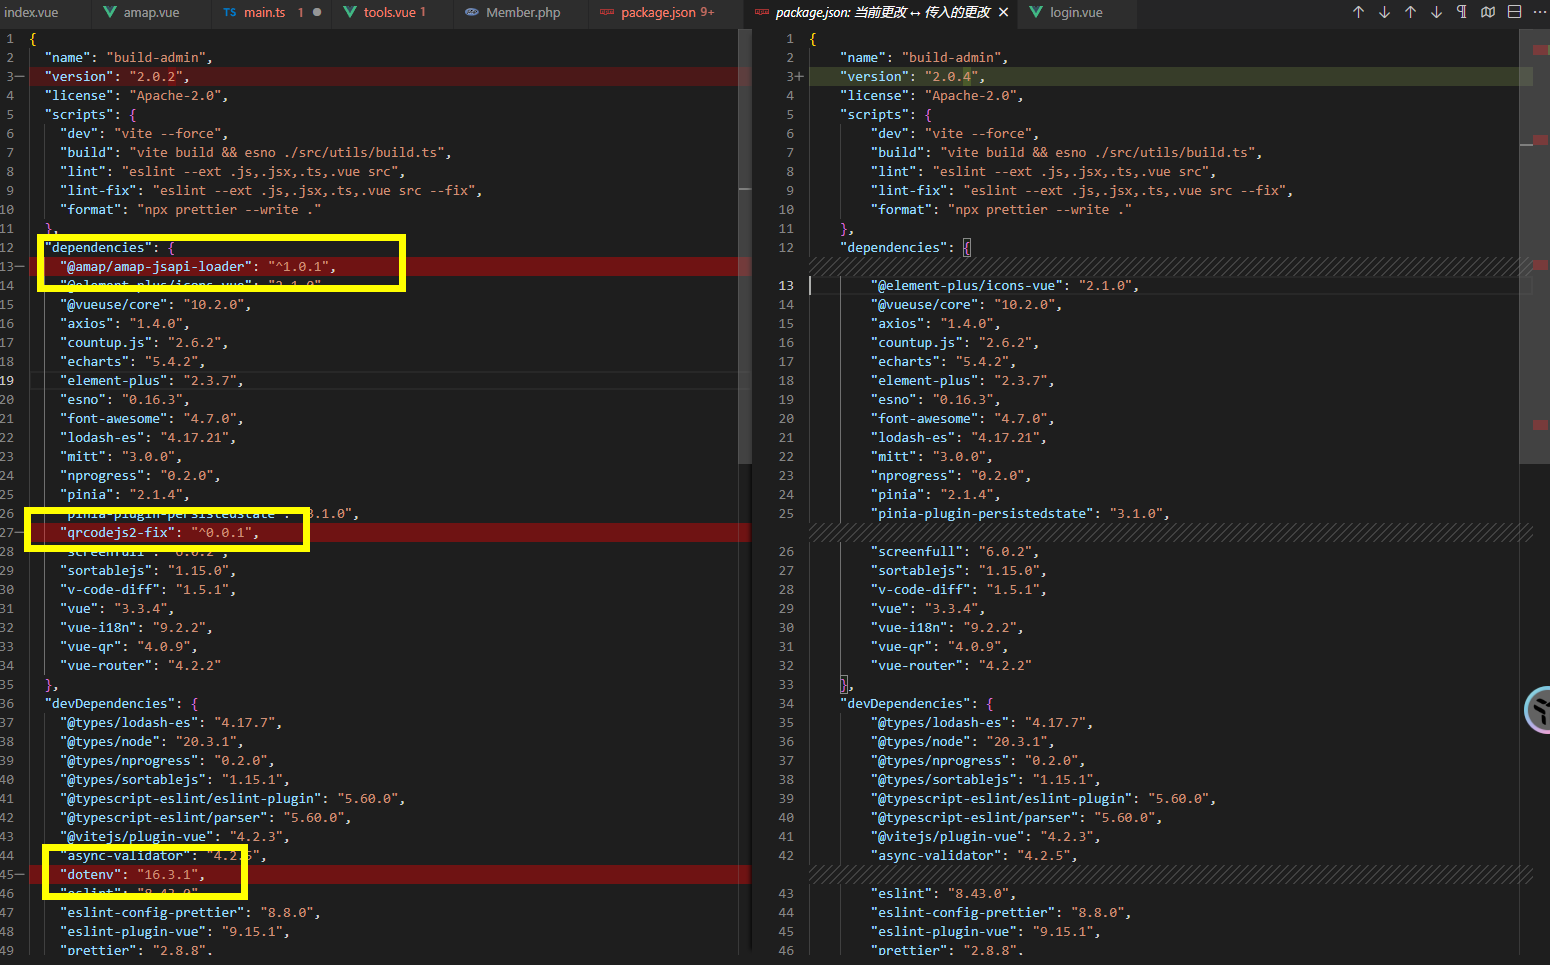 index.vue
amap.vue
TS main.ts 1
tools.vue 1
Member.php
package.json 9+
package.json: 当前更改 ↔ 传入的更改
login.vue
1 {
2 "name": "build-admin",
3− "version": "2.0.2",
4 "license": "Apache-2.0",
5 "scripts": {
6 "dev": "vite --force",
7 "build": "vite build && esno ./src/utils/build.ts",
8 "lint": "eslint --ext .js,.jsx,.ts,.vue src",
9 "lint-fix": "eslint --ext .js,.jsx,.ts,.vue src --fix",
10 "format": "npx prettier --write ."
11 },
12 "dependencies": {
13− "@amap/amap-jsapi-loader": "^1.0.1",
14 "@element-plus/icons-vue": "2.1.0",
15 "@vueuse/core": "10.2.0",
16 "axios": "1.4.0",
17 "countup.js": "2.6.2",
18 "echarts": "5.4.2",
19 "element-plus": "2.3.7",
20 "esno": "0.16.3",
21 "font-awesome": "4.7.0",
22 "lodash-es": "4.17.21",
23 "mitt": "3.0.0",
24 "nprogress": "0.2.0",
25 "pinia": "2.1.4",
26 "pinia-plugin-persistedstate": "3.1.0",
27− "qrcodejs2-fix": "^0.0.1",
28 "screenfull": "6.0.2",
29 "sortablejs": "1.15.0",
30 "v-code-diff": "1.5.1",
31 "vue": "3.3.4",
32 "vue-i18n": "9.2.2",
33 "vue-qr": "4.0.9",
34 "vue-router": "4.2.2"
35 },
36 "devDependencies": {
37 "@types/lodash-es": "4.17.7",
38 "@types/node": "20.3.1",
39 "@types/nprogress": "0.2.0",
40 "@types/sortablejs": "1.15.1",
41 "@typescript-eslint/eslint-plugin": "5.60.0",
42 "@typescript-eslint/parser": "5.60.0",
43 "@vitejs/plugin-vue": "4.2.3",
44 "async-validator": "4.2.5",
45− "dotenv": "16.3.1",
46 "eslint": "8.43.0",
47 "eslint-config-prettier": "8.8.0",
48 "eslint-plugin-vue": "9.15.1",
49 "prettier": "2.8.8",
1 {
2 "name": "build-admin",
3+ "version": "2.0.4",
4 "license": "Apache-2.0",
5 "scripts": {
6 "dev": "vite --force",
7 "build": "vite build && esno ./src/utils/build.ts",
8 "lint": "eslint --ext .js,.jsx,.ts,.vue src",
9 "lint-fix": "eslint --ext .js,.jsx,.ts,.vue src --fix",
10 "format": "npx prettier --write ."
11 },
12 "dependencies": {
13 "@element-plus/icons-vue": "2.1.0",
14 "@vueuse/core": "10.2.0",
15 "axios": "1.4.0",
16 "countup.js": "2.6.2",
17 "echarts": "5.4.2",
18 "element-plus": "2.3.7",
19 "esno": "0.16.3",
20 "font-awesome": "4.7.0",
21 "lodash-es": "4.17.21",
22 "mitt": "3.0.0",
23 "nprogress": "0.2.0",
24 "pinia": "2.1.4",
25 "pinia-plugin-persistedstate": "3.1.0",
26 "screenfull": "6.0.2",
27 "sortablejs": "1.15.0",
28 "v-code-diff": "1.5.1",
29 "vue": "3.3.4",
30 "vue-i18n": "9.2.2",
31 "vue-qr": "4.0.9",
32 "vue-router": "4.2.2"
33 },
34 "devDependencies": {
35 "@types/lodash-es": "4.17.7",
36 "@types/node": "20.3.1",
37 "@types/nprogress": "0.2.0",
38 "@types/sortablejs": "1.15.1",
39 "@typescript-eslint/eslint-plugin": "5.60.0",
40 "@typescript-eslint/parser": "5.60.0",
41 "@vitejs/plugin-vue": "4.2.3",
42 "async-validator": "4.2.5",
43 "eslint": "8.43.0",
44 "eslint-config-prettier": "8.8.0",
45 "eslint-plugin-vue": "9.15.1",
46 "prettier": "2.8.8",